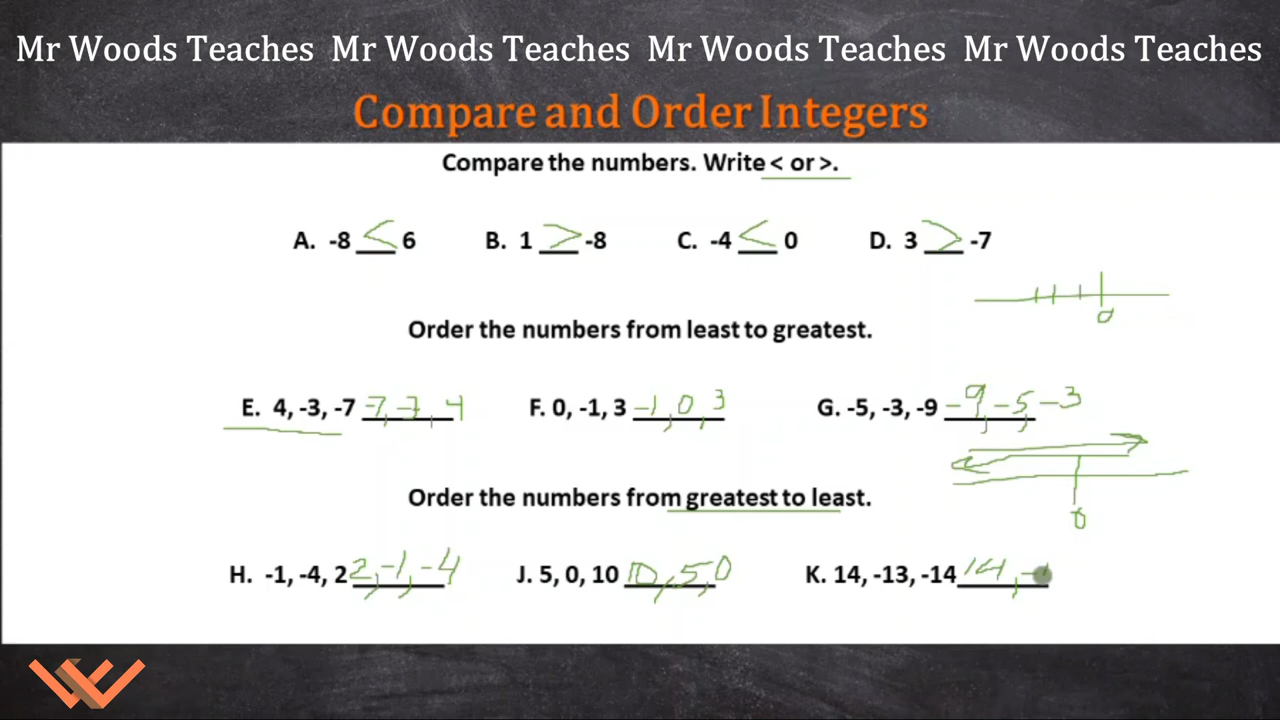 Mr Woods Teaches Mr Woods Teaches Mr Woods Teaches Mr Woods Teaches
Compare and Order Integers
Compare the numbers. Write < or >.
A. -8 < 6 B. 1 > -8 C. -4 < 0 D. 3 > -7
0
Order the numbers from least to greatest.
E. 4, -3, -7 -7, -3, 4 F. 0, -1, 3 -1, 0, 3 G. -5, -3, -9 -9, -5, -3
Order the numbers from greatest to least.
0
H. -1, -4, 2 2, -1, -4 J. 5, 0, 10 10, 5, 0 K. 14, -13, -14 14, -